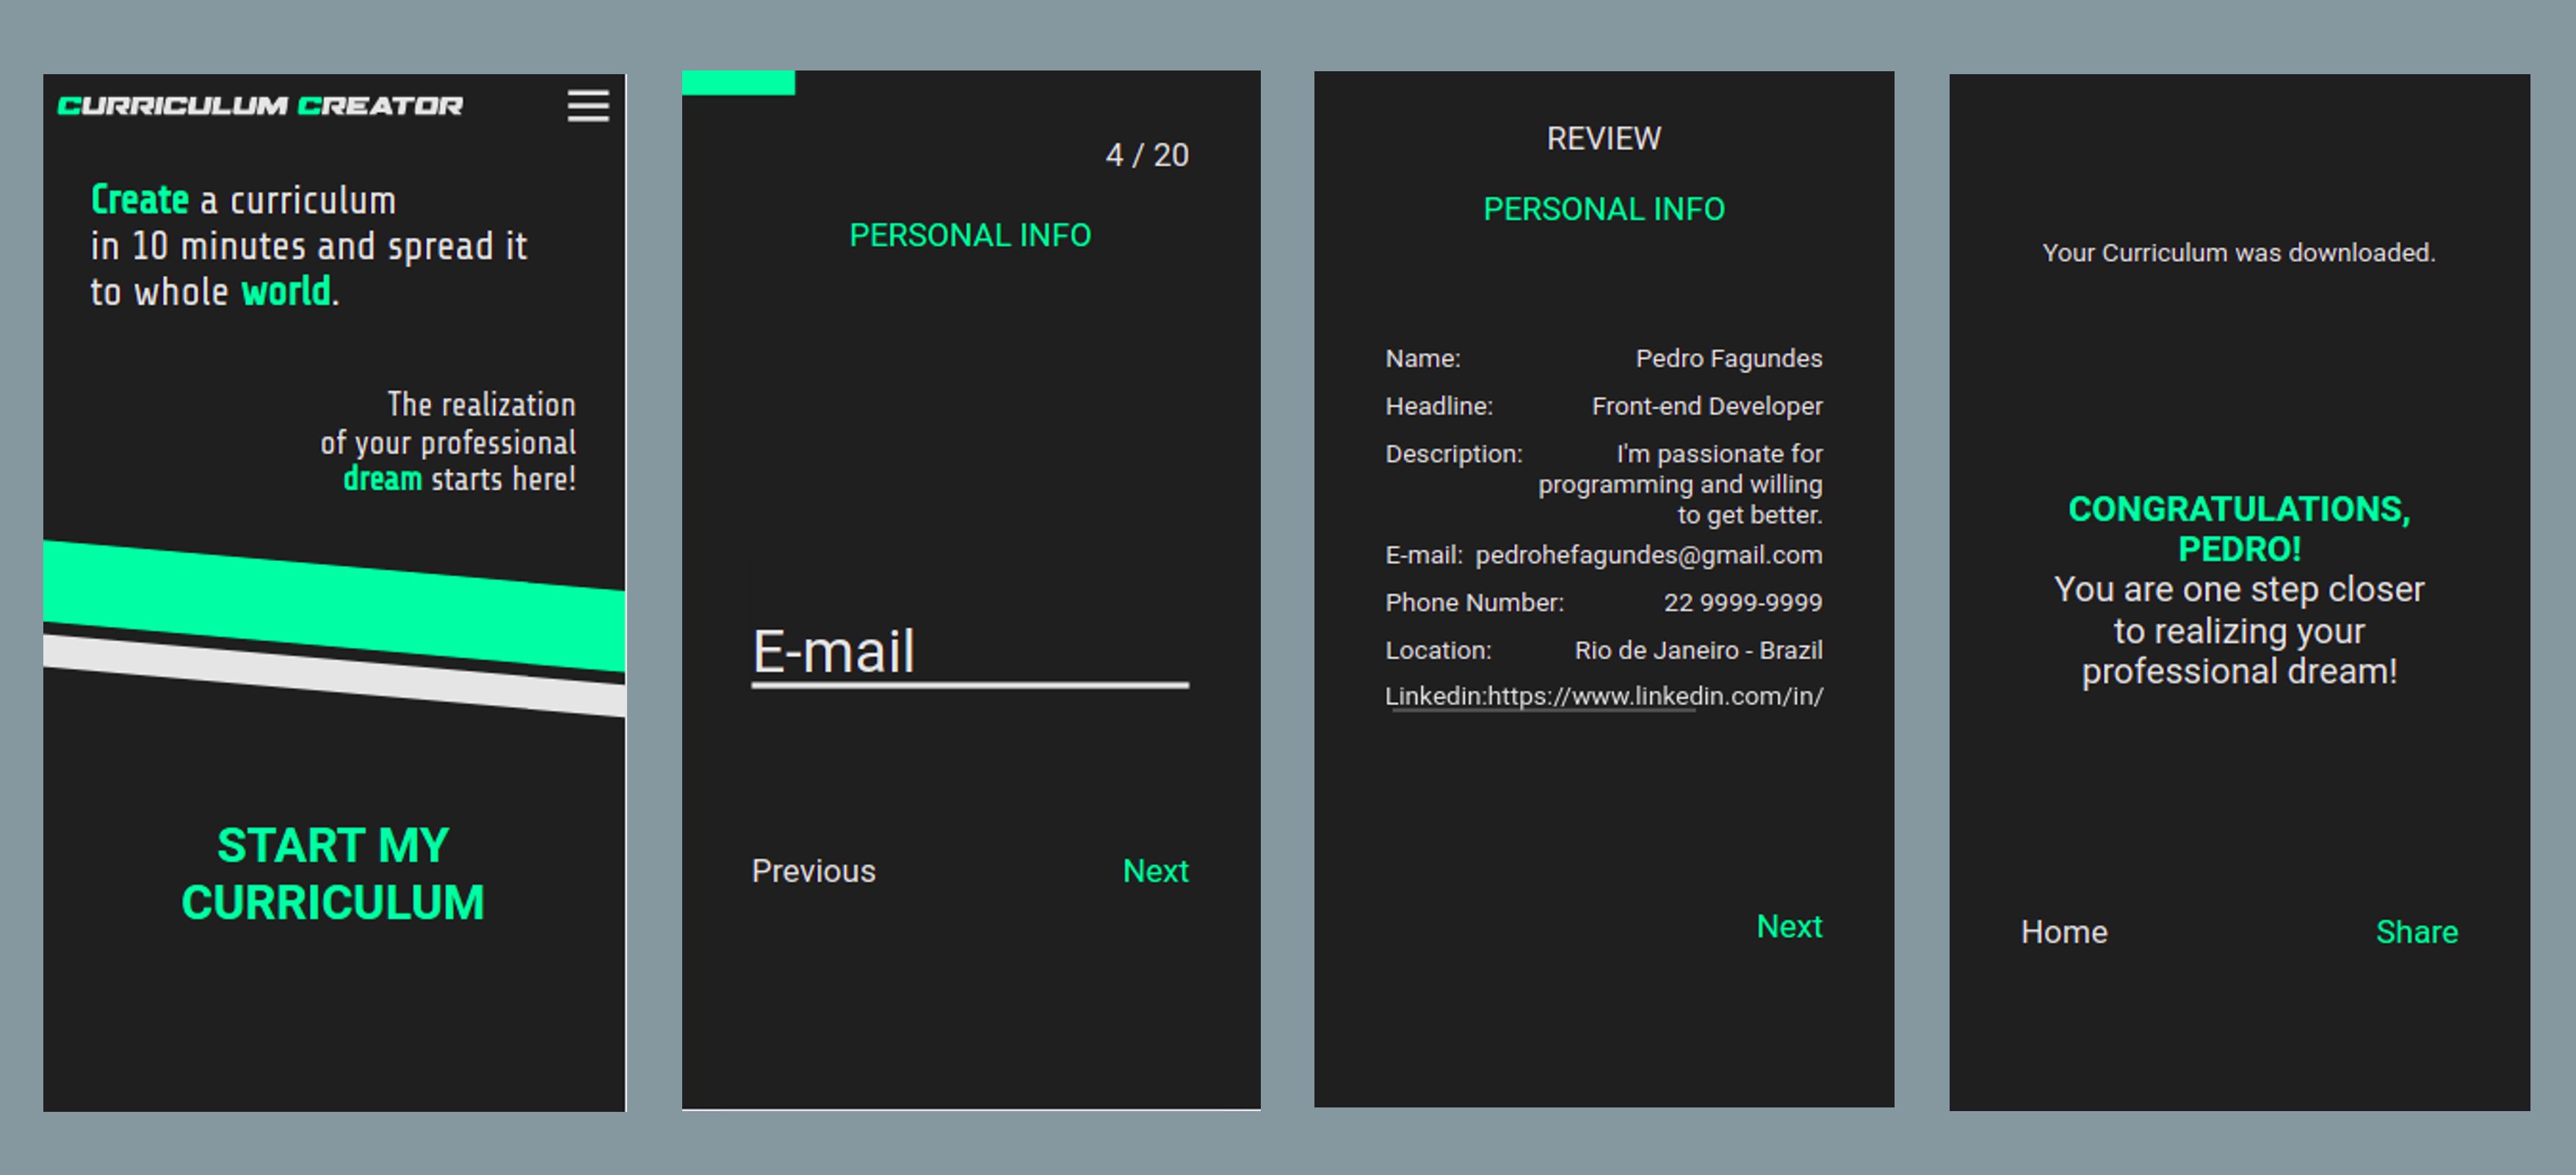 CURRICULUM CREATOR
Create a curriculum
in 10 minutes and spread it
to whole world.
The realization
of your professional
dream starts here!
START MY
CURRICULUM
4 / 20
PERSONAL INFO
E-mail
Previous Next
REVIEW
PERSONAL INFO
Name: Pedro Fagundes
Headline: Front-end Developer
Description: I'm passionate for
programming and willing
to get better.
E-mail: pedrohefagundes@gmail.com
Phone Number: 22 9999-9999
Location: Rio de Janeiro - Brazil
Linkedin:https://www.linkedin.com/in/
Next
Your Curriculum was downloaded.
CONGRATULATIONS,
PEDRO!
You are one step closer
to realizing your
professional dream!
Home Share